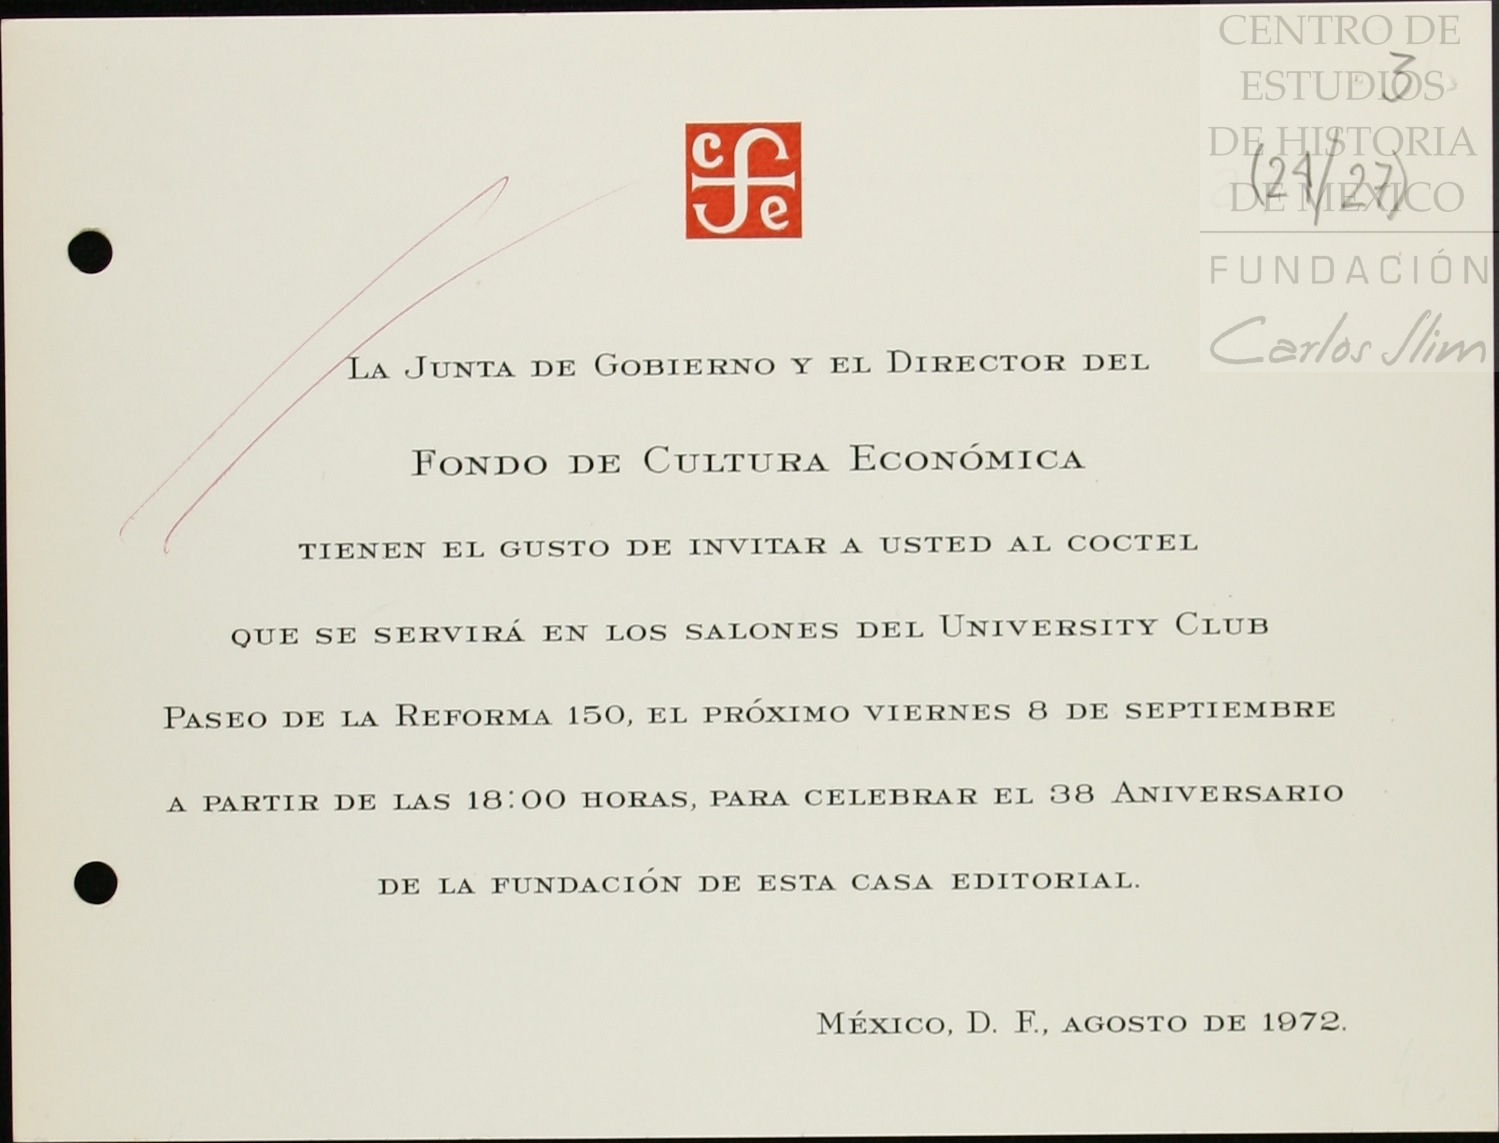 CENTRO DE
ESTUDIOS
DE HISTORIA
DE MÉXICO
FUNDACIÓN
Carlos Slim
3
(24/27)
c f e
La Junta de Gobierno y el Director del
Fondo de Cultura Económica
tienen el gusto de invitar a usted al coctel
que se servirá en los salones del University Club
Paseo de la Reforma 150, el próximo viernes 8 de septiembre
a partir de las 18:00 horas, para celebrar el 38 Aniversario
de la fundación de esta casa editorial.
México, D. F., agosto de 1972.